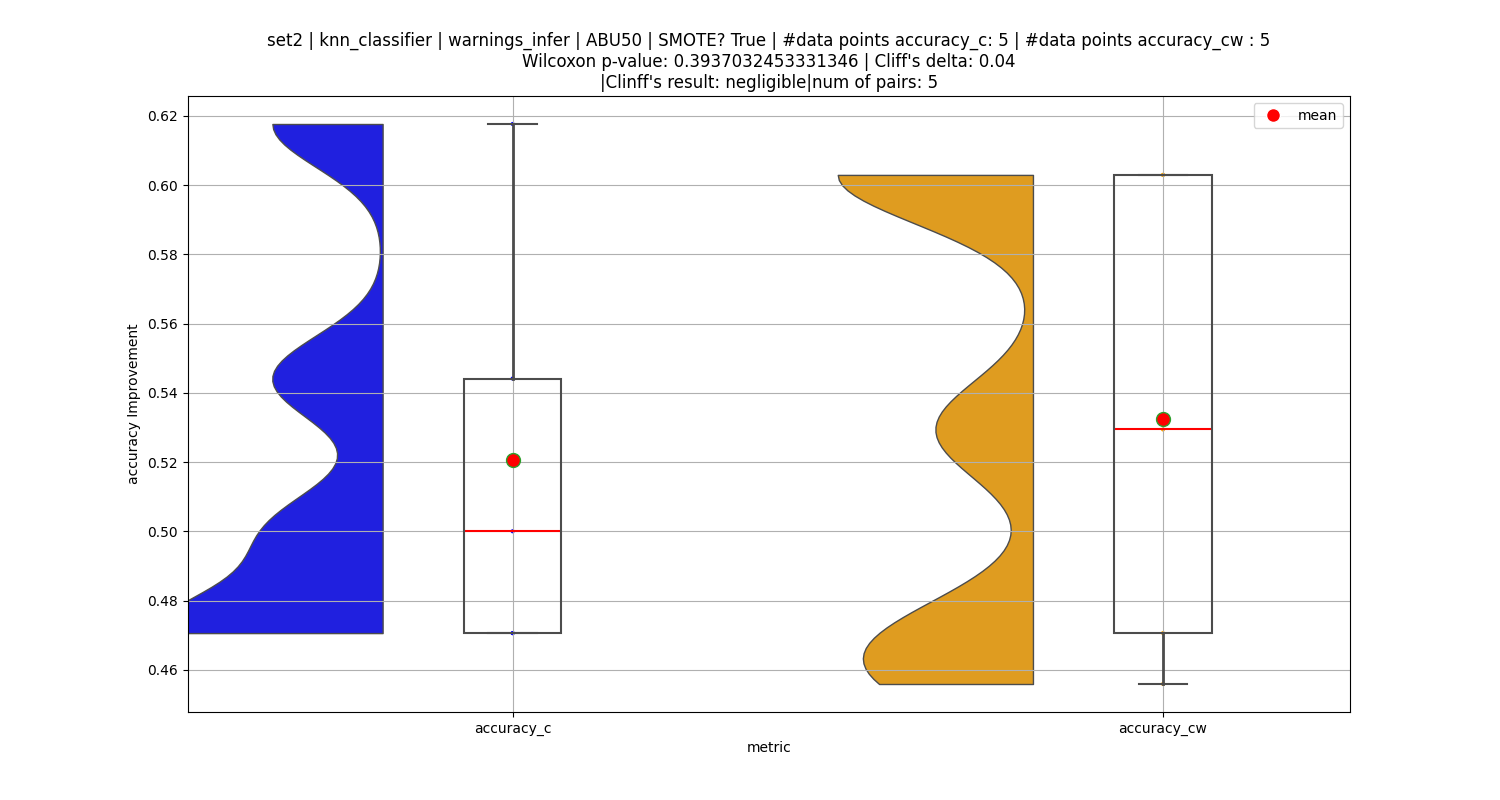 set2 | knn_classifier | warnings_infer | ABU50 | SMOTE? True | #data points accuracy_c: 5 | #data points accuracy_cw : 5
Wilcoxon p-value: 0.3937032453331346 | Cliff's delta: 0.04
|Clinff's result: negligible|num of pairs: 5
mean
0.62
0.60
0.58
0.56
0.54
0.52
0.50
0.48
0.46
accuracy Improvement
accuracy_c
accuracy_cw
metric